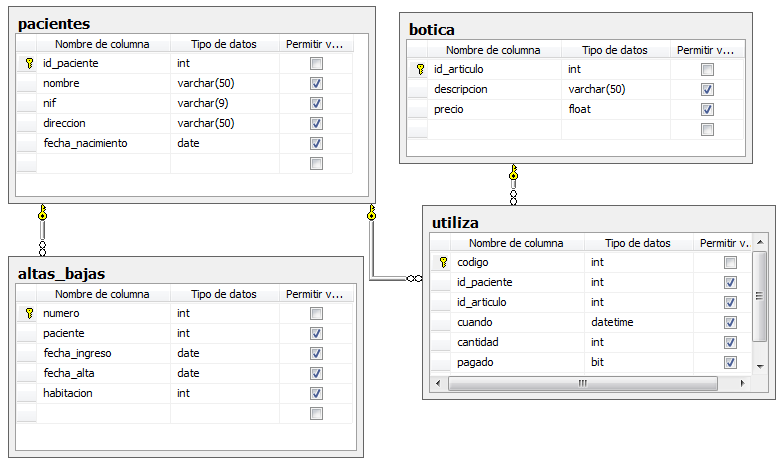 pacientes
Nombre de columna Tipo de datos Permitir v...
id_paciente int
nombre varchar(50)
nif varchar(9)
direccion varchar(50)
fecha_nacimiento date
botica
Nombre de columna Tipo de datos Permitir v...
id_articulo int
descripcion varchar(50)
precio float
altas_bajas
Nombre de columna Tipo de datos Permitir v...
numero int
paciente int
fecha_ingreso date
fecha_alta date
habitacion int
utiliza
Nombre de columna Tipo de datos Permitir v...
codigo int
id_paciente int
id_articulo int
cuando datetime
cantidad int
pagado bit